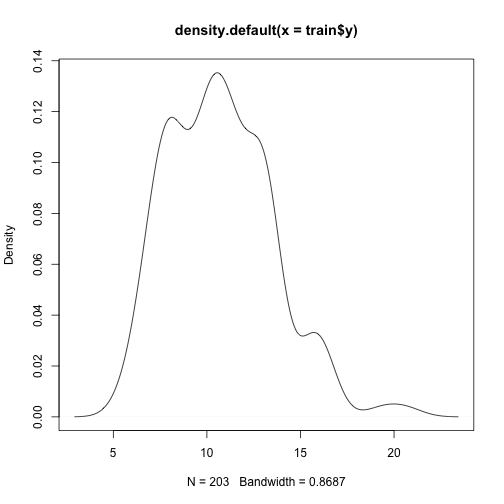 density.default(x = train$y)
0.14
0.12
0.10
0.08
0.06
0.04
0.02
0.00
Density
5 10 15 20
N = 203 Bandwidth = 0.8687